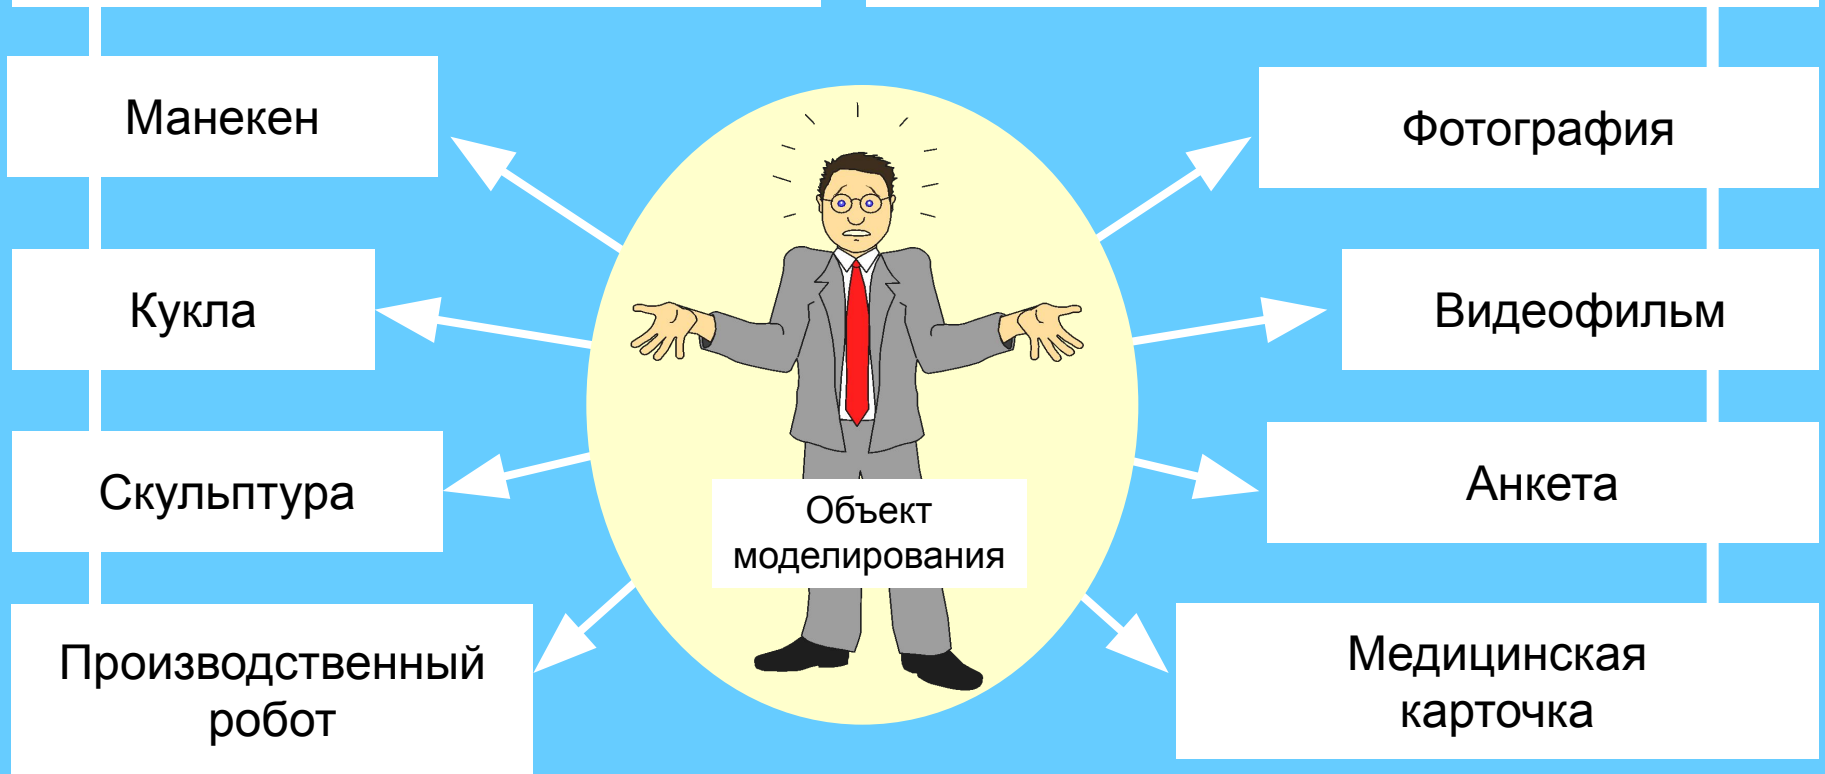 Манекен
Кукла
Скульптура
Производственный
робот
Объект
моделирования
Фотография
Видеофильм
Анкета
Медицинская
карточка